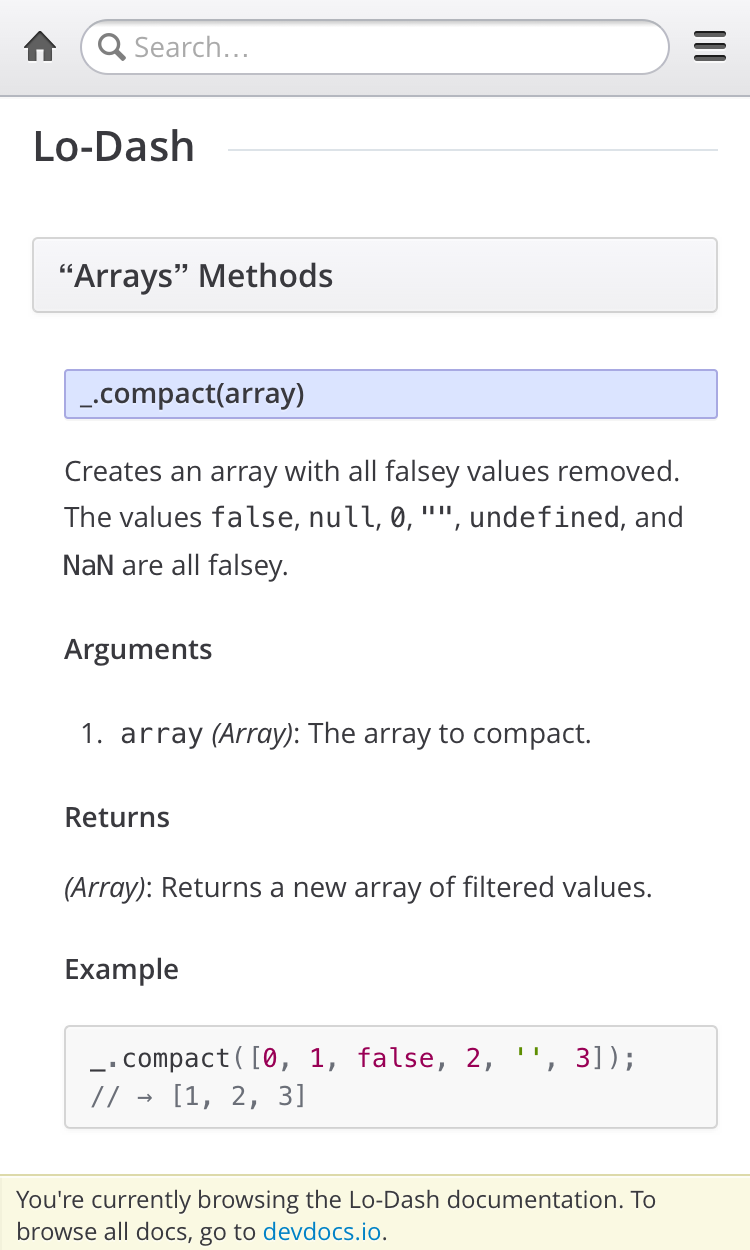 Search…
Lo-Dash
“Arrays” Methods
_.compact(array)
Creates an array with all falsey values removed.
The values false, null, 0, "", undefined, and
NaN are all falsey.
Arguments
1. array (Array): The array to compact.
Returns
(Array): Returns a new array of filtered values.
Example
_.compact([0, 1, false, 2, '', 3]);
// → [1, 2, 3]
You're currently browsing the Lo-Dash documentation. To
browse all docs, go to devdocs.io.